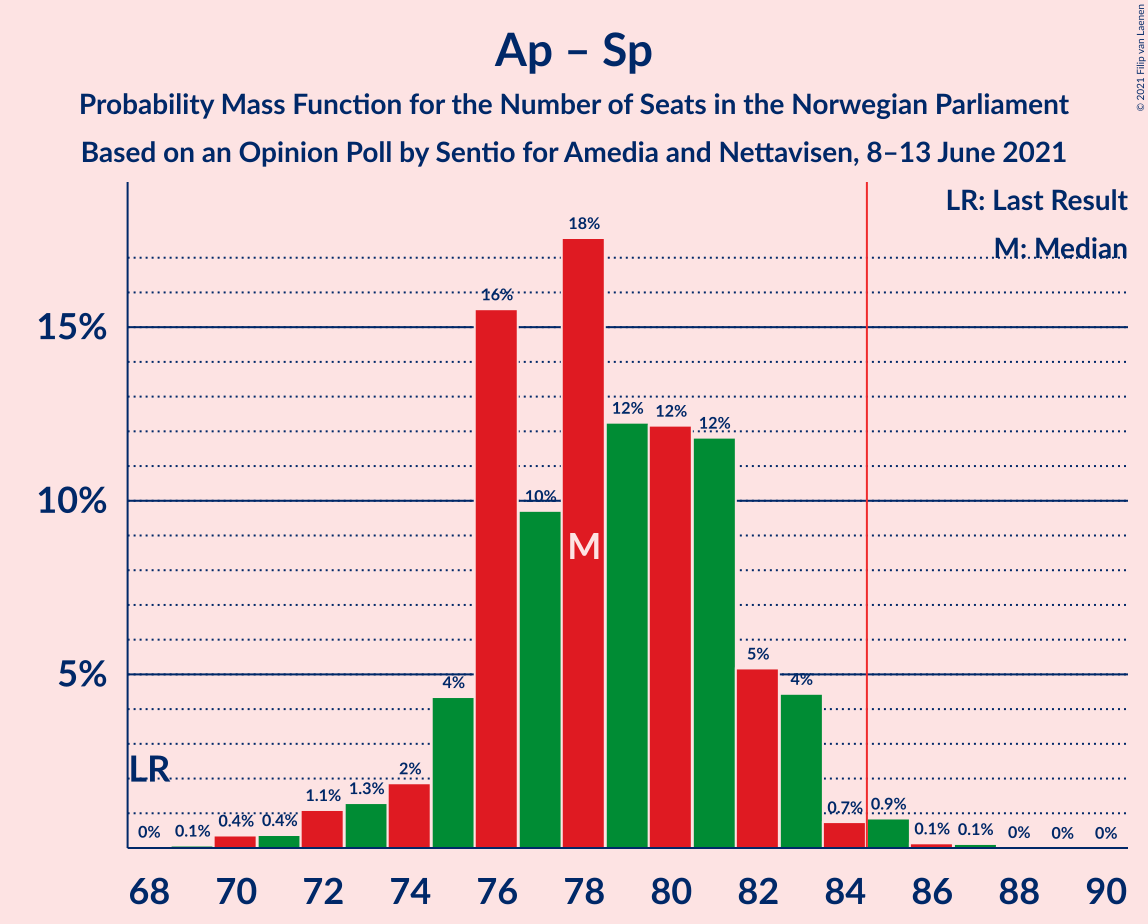 Ap – Sp
Probability Mass Function for the Number of Seats in the Norwegian Parliament
Based on an Opinion Poll by Sentio for Amedia and Nettavisen, 8–13 June 2021
© 2021 Filip van Laenen
LR: Last Result
M: Median
15%
10%
5%
0%
0.1%
0.4%
0.4%
1.1%
1.3%
2%
4%
16%
10%
18%
12%
12%
12%
5%
4%
0.7%
0.9%
0.1%
0.1%
0%
0%
0%
LR
M
68 70 72 74 76 78 80 82 84 86 88 90